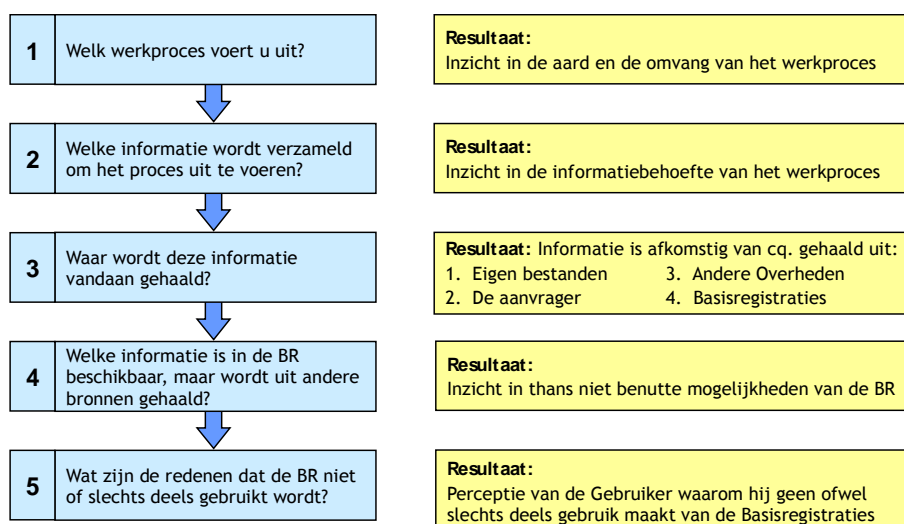 1
Welk werkproces voert u uit?
Resultaat:
Inzicht in de aard en de omvang van het werkproces
2
Welke informatie wordt verzameld
om het proces uit te voeren?
Resultaat:
Inzicht in de informatiebehoefte van het werkproces
3
Waar wordt deze informatie
vandaan gehaald?
Resultaat: Informatie is afkomstig van cq. gehaald uit:
1. Eigen bestanden 3. Andere Overheden
2. De aanvrager 4. Basisregistraties
4
Welke informatie is in de BR
beschikbaar, maar wordt uit andere
bronnen gehaald?
Resultaat:
Inzicht in thans niet benutte mogelijkheden van de BR
5
Wat zijn de redenen dat de BR niet
of slechts deels gebruikt wordt?
Resultaat:
Perceptie van de Gebruiker waarom hij geen ofwel
slechts deels gebruik maakt van de Basisregistraties